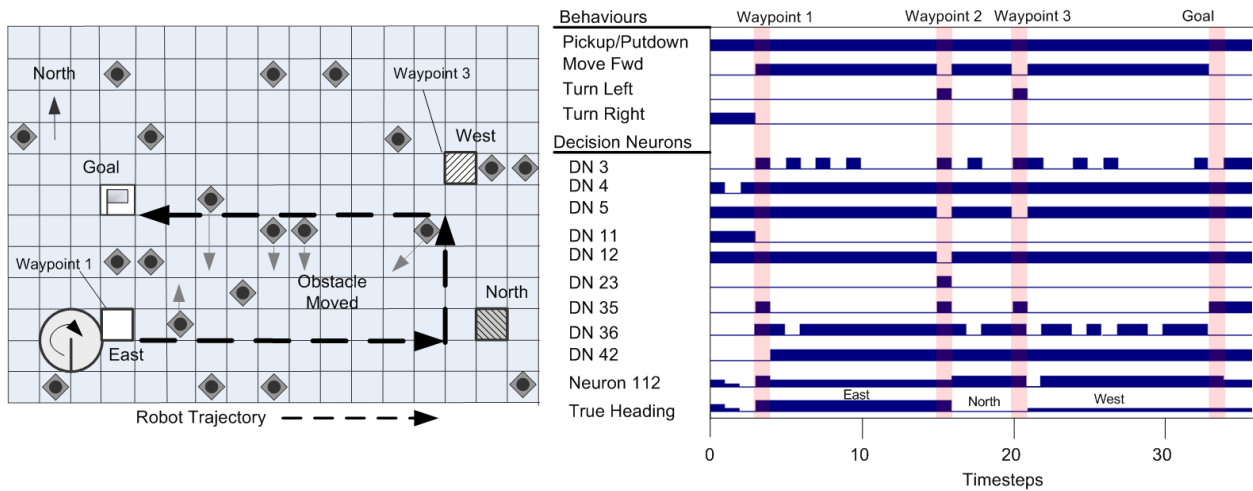 North
Waypoint 3
West
Goal
Waypoint 1
Obstacle
Moved
North
East
Robot Trajectory
Behaviours
Waypoint 1
Waypoint 2
Waypoint 3
Goal
Pickup/Putdown
Move Fwd
Turn Left
Turn Right
Decision Neurons
DN 3
DN 4
DN 5
DN 11
DN 12
DN 23
DN 35
DN 36
DN 42
Neuron 112
True Heading
East
North
West
0
10
20
30
Timesteps